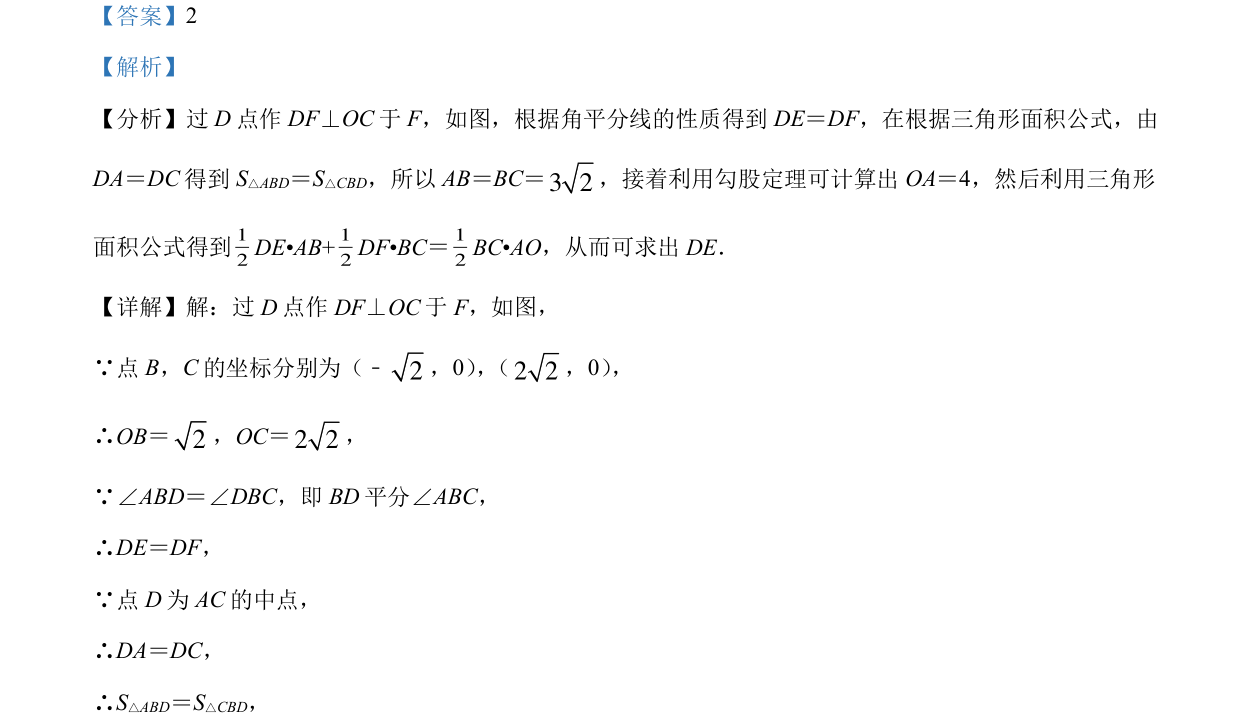 【答案】2
【解析】
【分析】过 D 点作 DF⊥OC 于 F，如图，根据角平分线的性质得到 DE＝DF，在根据三角形面积公式，由
DA＝DC 得到 S△ABD＝S△CBD，所以 AB＝BC＝3√2，接着利用勾股定理可计算出 OA＝4，然后利用三角形
面积公式得到 1/2 DE•AB+1/2 DF•BC＝1/2 BC•AO，从而可求出 DE．
【详解】解：过 D 点作 DF⊥OC 于 F，如图，
∵点 B，C 的坐标分别为（﹣√2，0），（2√2，0），
∴OB＝√2，OC＝2√2，
∵∠ABD＝∠DBC，即 BD 平分∠ABC，
∴DE＝DF，
∵点 D 为 AC 的中点，
∴DA＝DC，
∴S△ABD＝S△CBD，